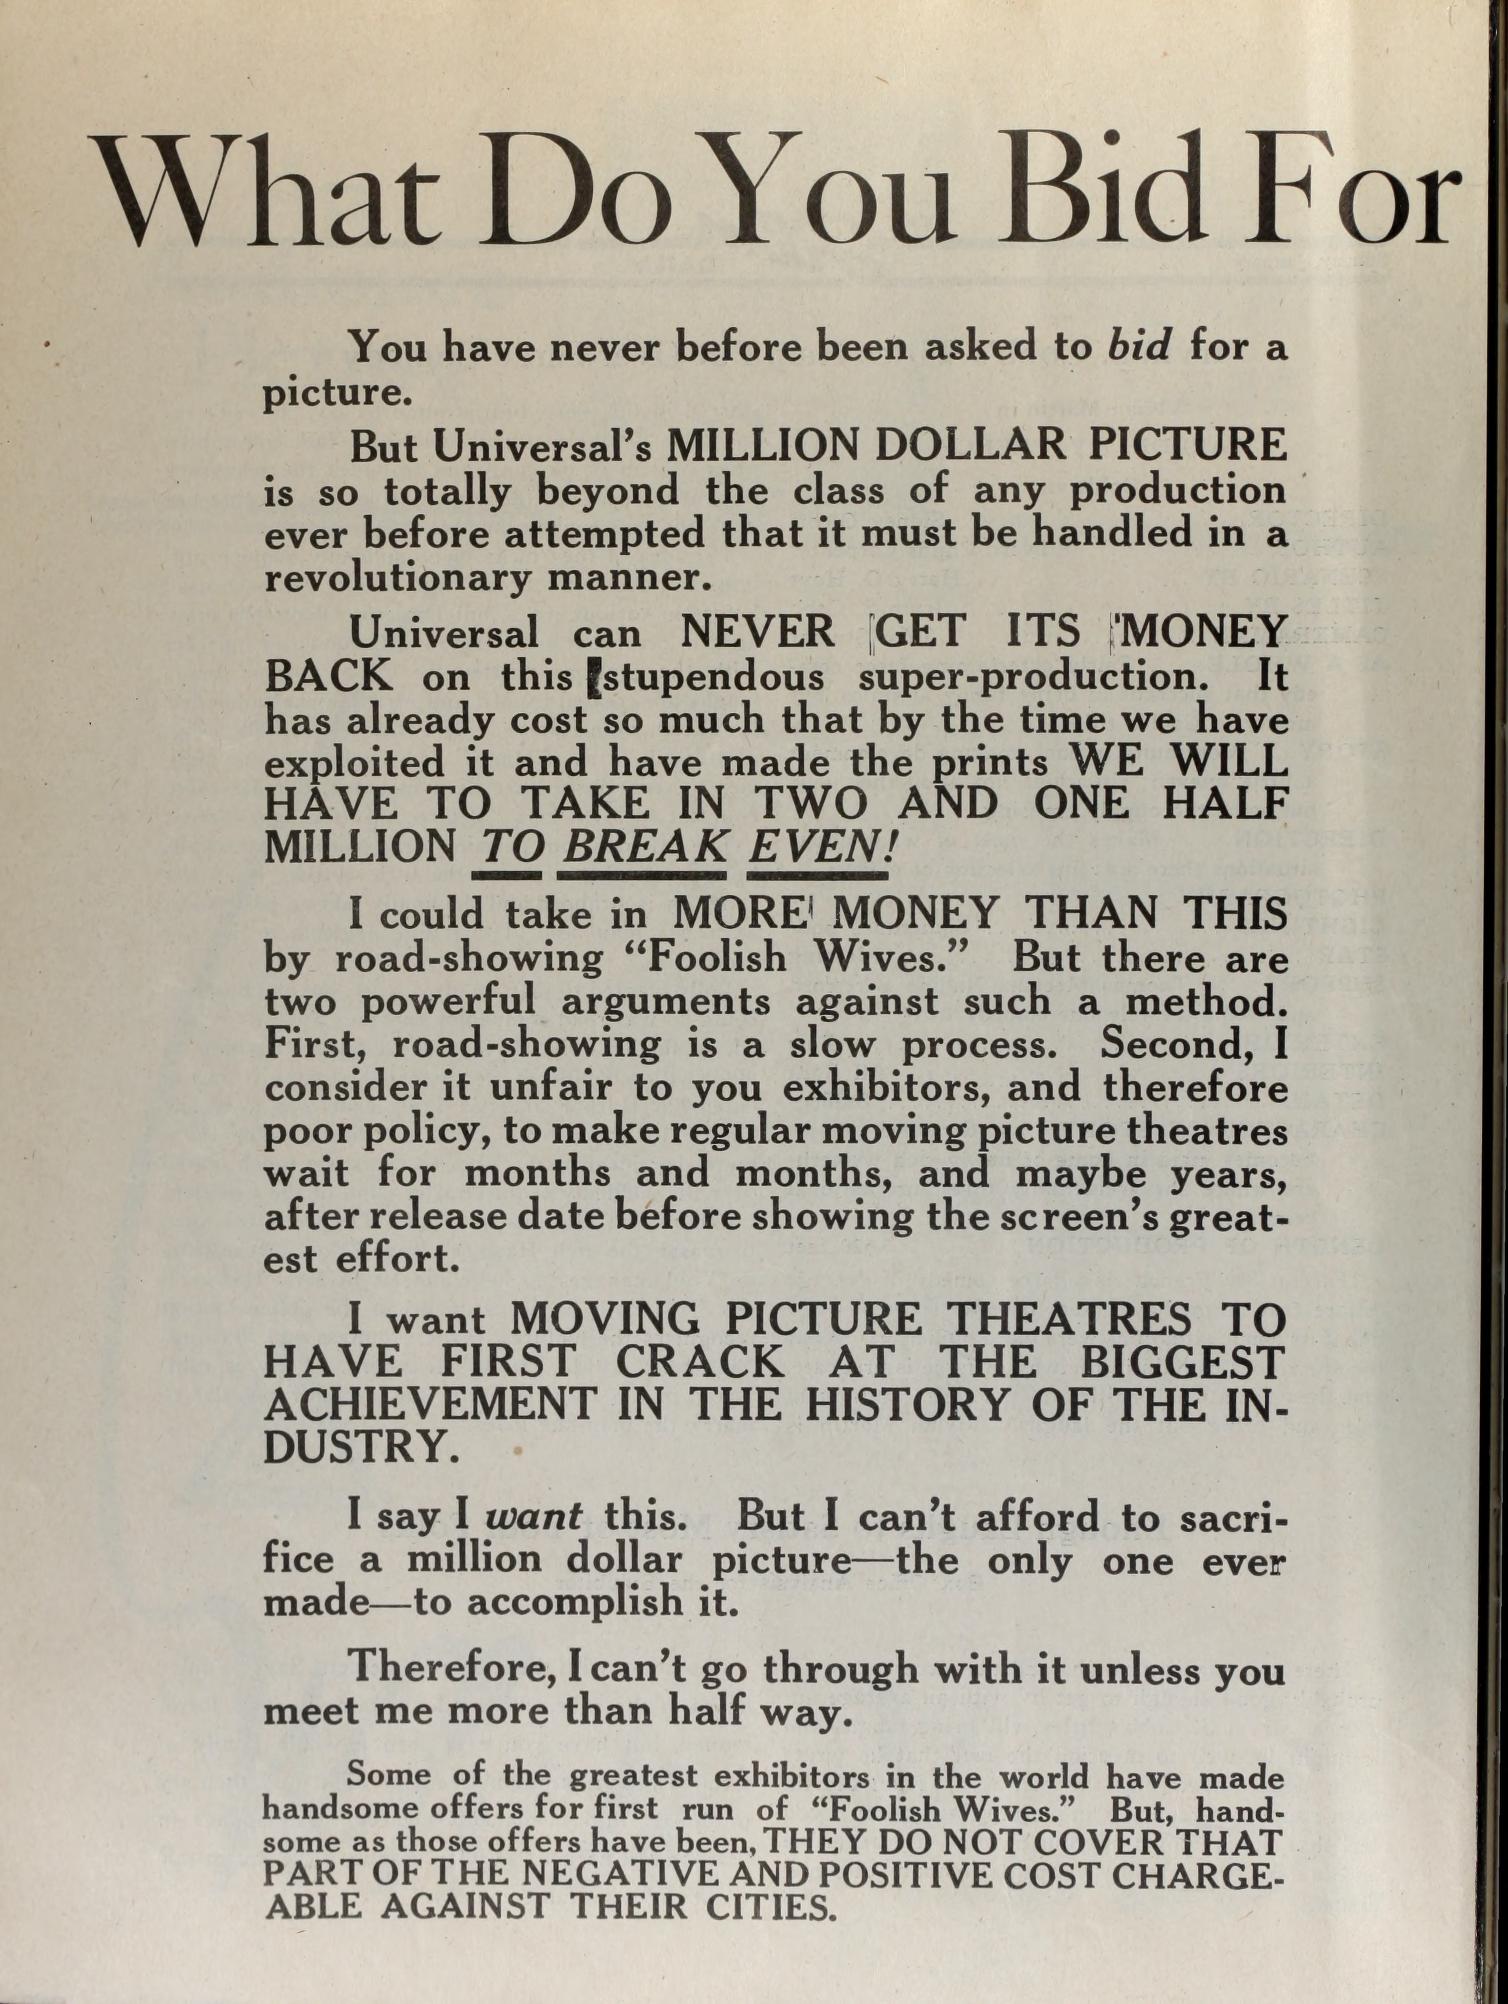 What Do You Bid For
You have never before been asked to bid for a
picture.
But Universal's MILLION DOLLAR PICTURE
is so totally beyond the class of any production
ever before attempted that it must be handled in a
revolutionary manner.
Universal can NEVER GET ITS MONEY
BACK on this stupendous super-production. It
has already cost so much that by the time we have
exploited it and have made the prints WE WILL
HAVE TO TAKE IN TWO AND ONE HALF
MILLION TO BREAK EVEN!
I could take in MORE MONEY THAN THIS
by road-showing “Foolish Wives.” But there are
two powerful arguments against such a method.
First, road-showing is a slow process. Second, I
consider it unfair to you exhibitors, and therefore
poor policy, to make regular moving picture theatres
wait for months and months, and maybe years,
after release date before showing the screen's great-
est effort.
I want MOVING PICTURE THEATRES TO
HAVE FIRST CRACK AT THE BIGGEST
ACHIEVEMENT IN THE HISTORY OF THE IN-
DUSTRY.
I say I want this. But I can't afford to sacri-
fice a million dollar picture—the only one ever
made—to accomplish it.
Therefore, I can't go through with it unless you
meet me more than half way.
Some of the greatest exhibitors in the world have made
handsome offers for first run of “Foolish Wives.” But, hand-
some as those offers have been, THEY DO NOT COVER THAT
PART OF THE NEGATIVE AND POSITIVE COST CHARGE-
ABLE AGAINST THEIR CITIES.